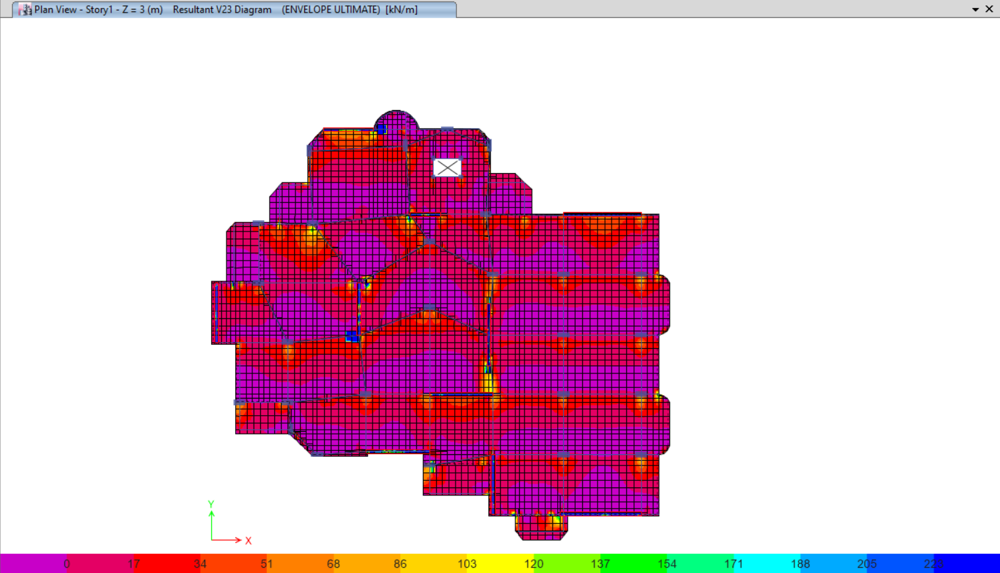 Plan View - Story1 - Z = 3 (m)    Resultant V23 Diagram    (ENVELOPE ULTIMATE)  [kN/m]
Y
X
0 17 34 51 68 86 103 120 137 154 171 188 205 223